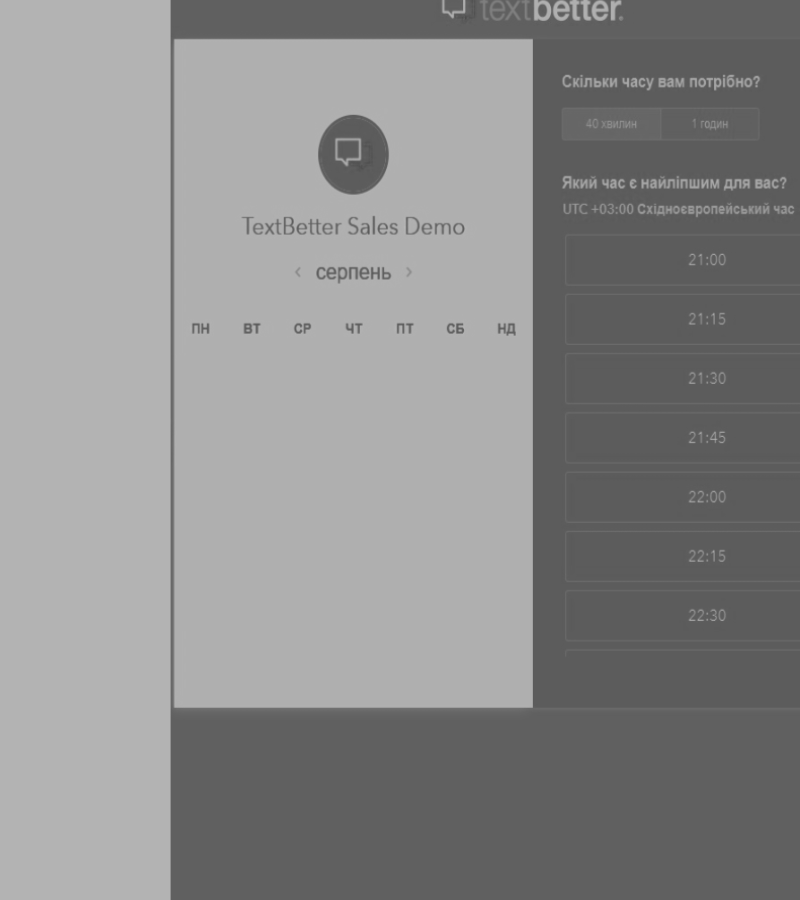 textbetter.
TextBetter Sales Demo
‹ серпень ›
ПН ВТ СР ЧТ ПТ СБ НД
Скільки часу вам потрібно?
40 хвилин 1 годин
Який час є найліпшим для вас?
UTC +03:00 Східноєвропейський час
21:00
21:15
21:30
21:45
22:00
22:15
22:30